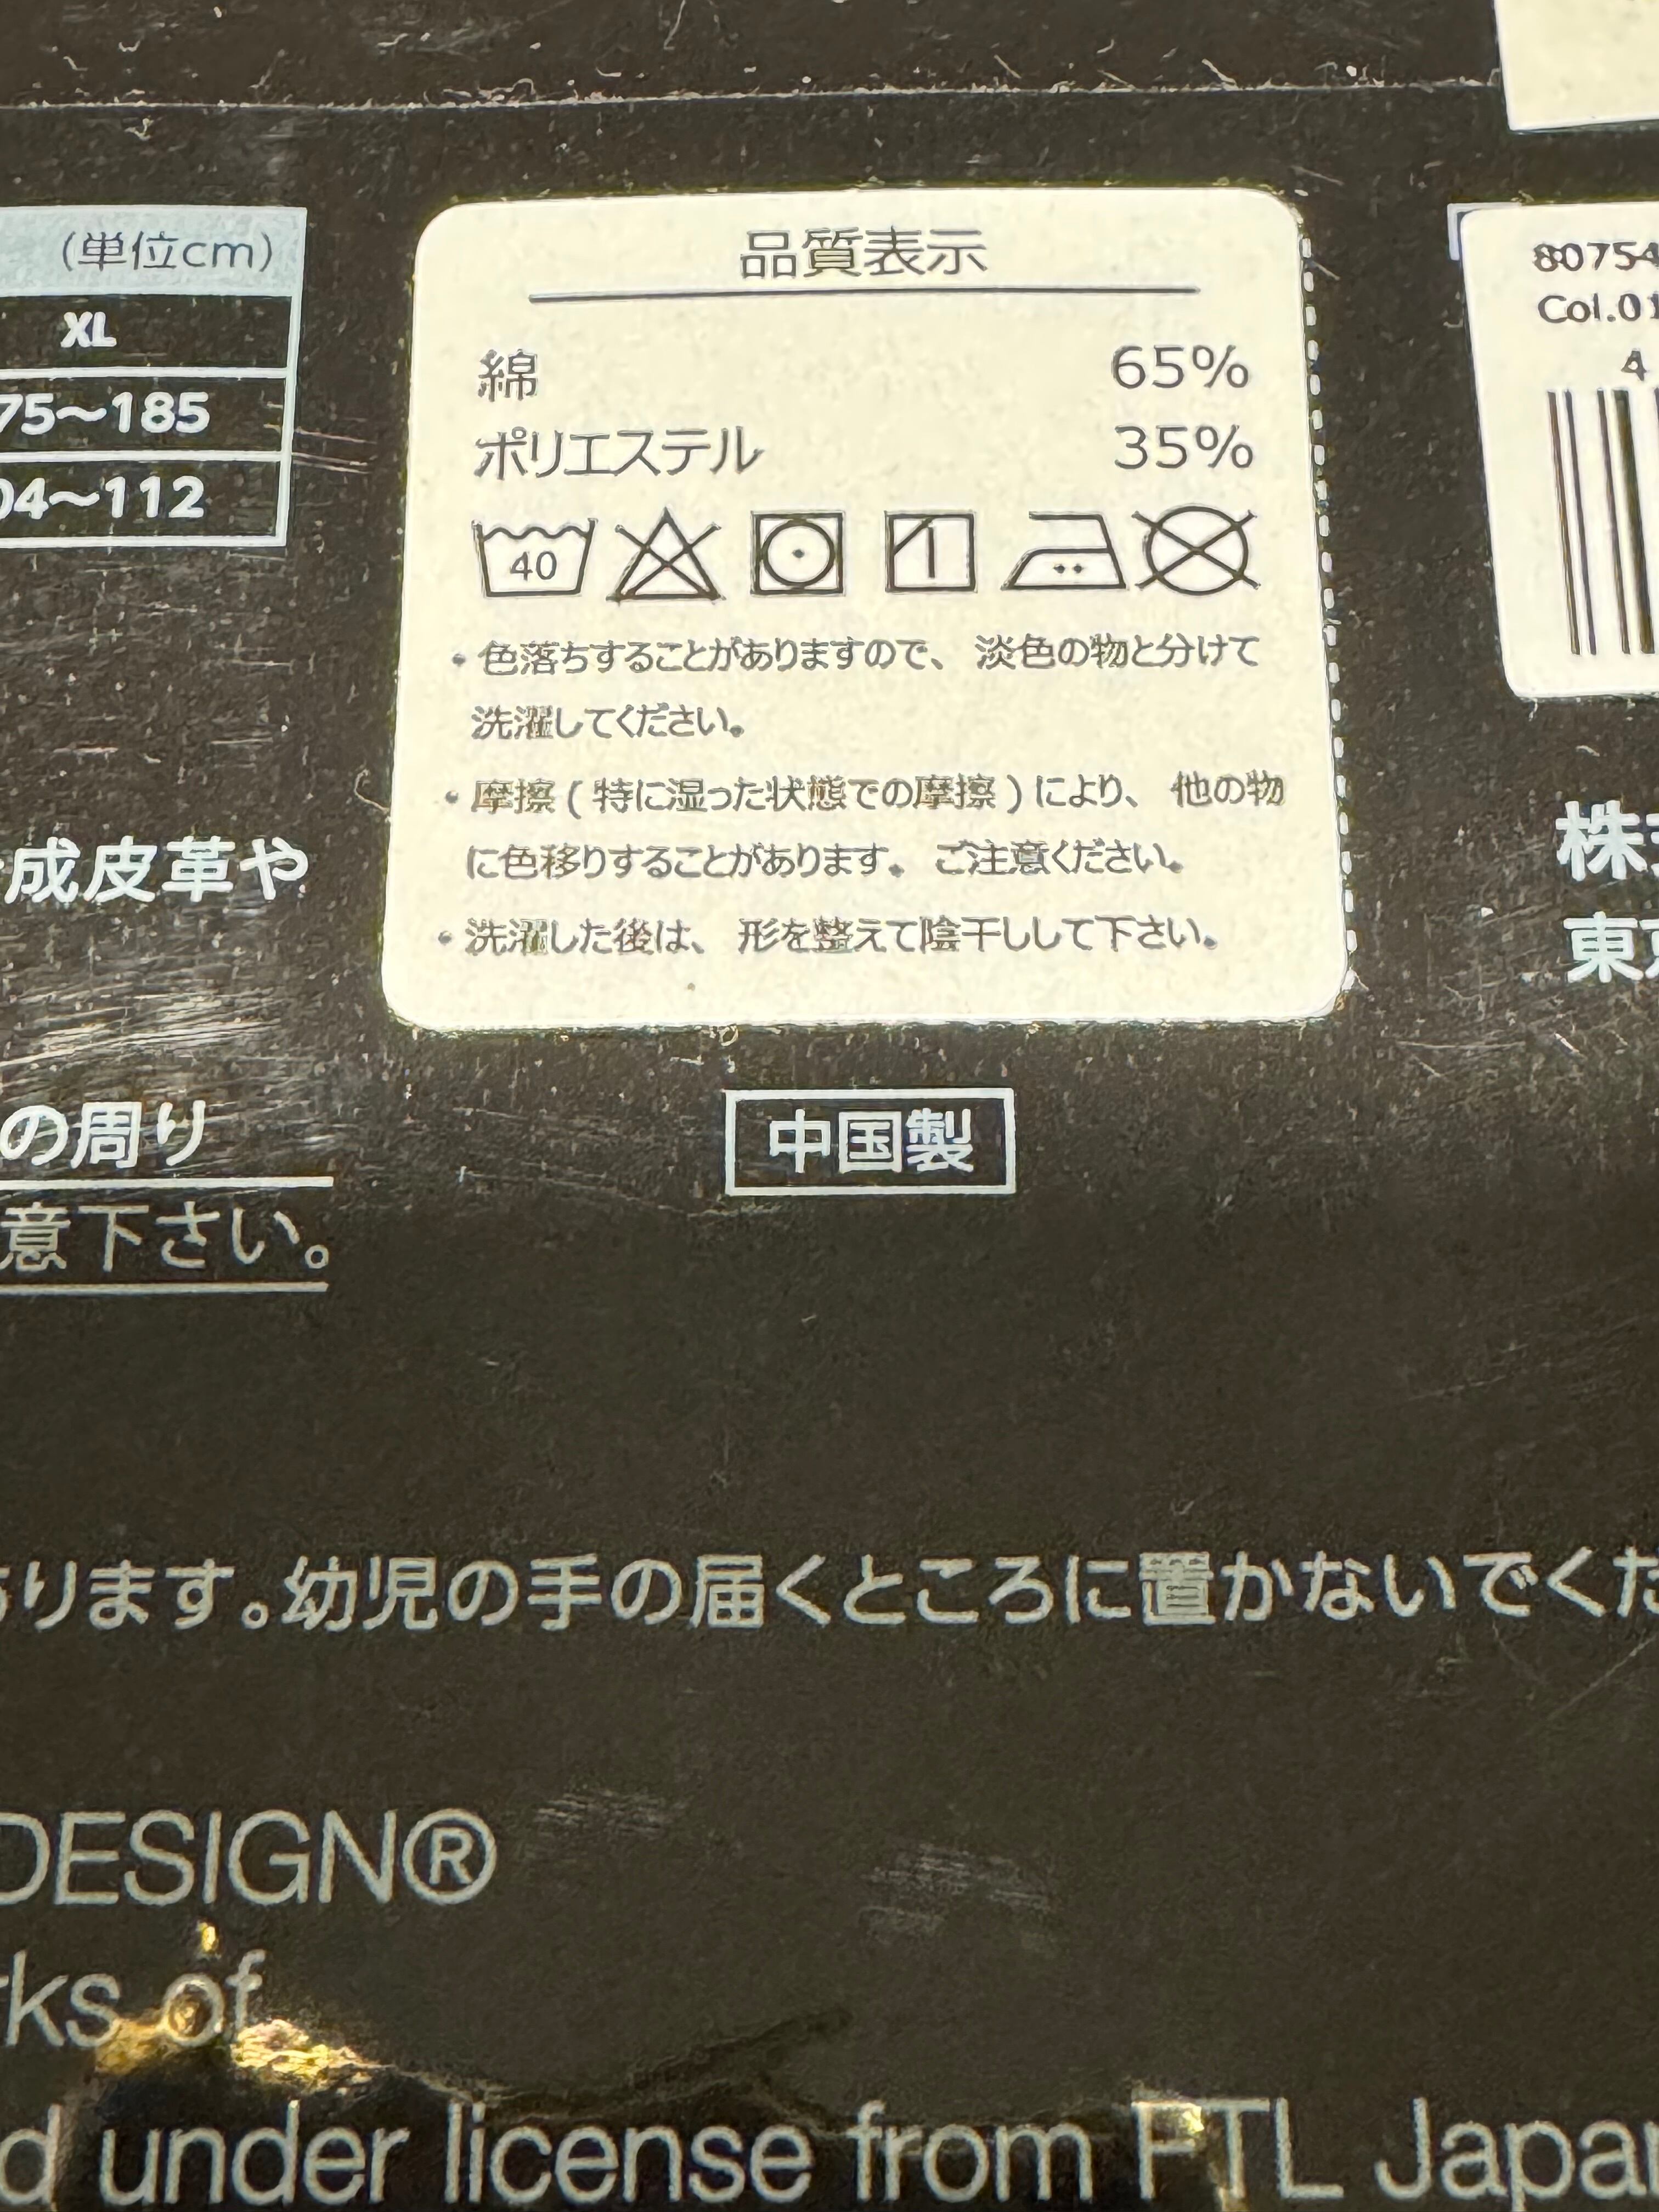 (単位cm)
XL
75〜185
04〜112
品質表示
綿 65%
ポリエステル 35%
40
・色落ちすることがありますので、淡色の物と分けて
洗濯してください。
・摩擦(特に湿った状態での摩擦)により、他の物
に色移りすることがあります。ご注意ください。
・洗濯した後は、形を整えて陰干しして下さい。
中国製
80754
Col.01
4
成皮革や
の周り
意下さい。
株式
東京
ります。幼児の手の届くところに置かないでくだ
DESIGN®
rks of
d under license from FTL Japan